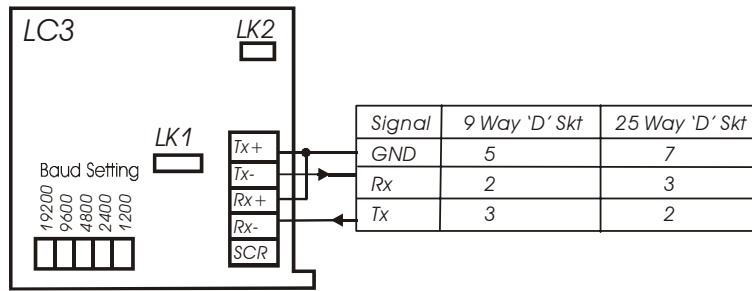 LC3
LK2
LK1
Baud Setting
19200
9600
4800
2400
1200
Tx+
Tx-
Rx+
Rx-
SCR
Signal 9 Way ‘D’ Skt 25 Way ‘D’ Skt
GND 5 7
Rx 2 3
Tx 3 2